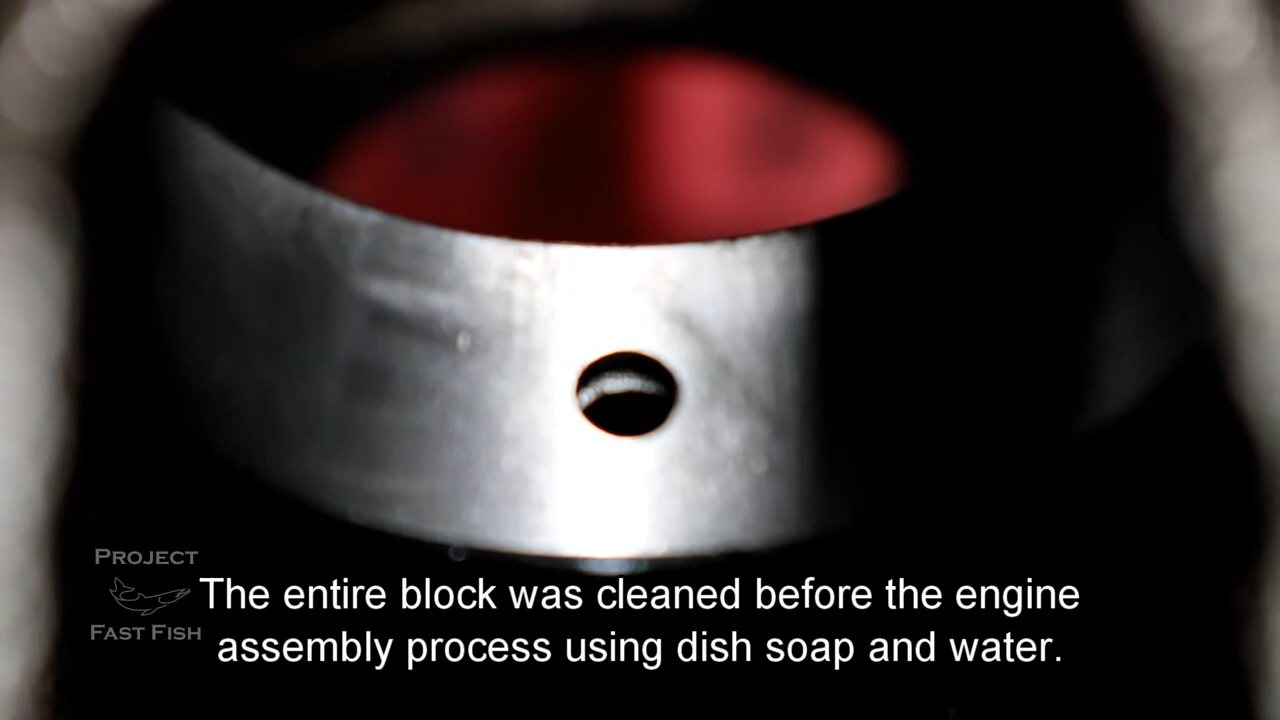 PROJECT
FAST FISH
The entire block was cleaned before the engine
assembly process using dish soap and water.